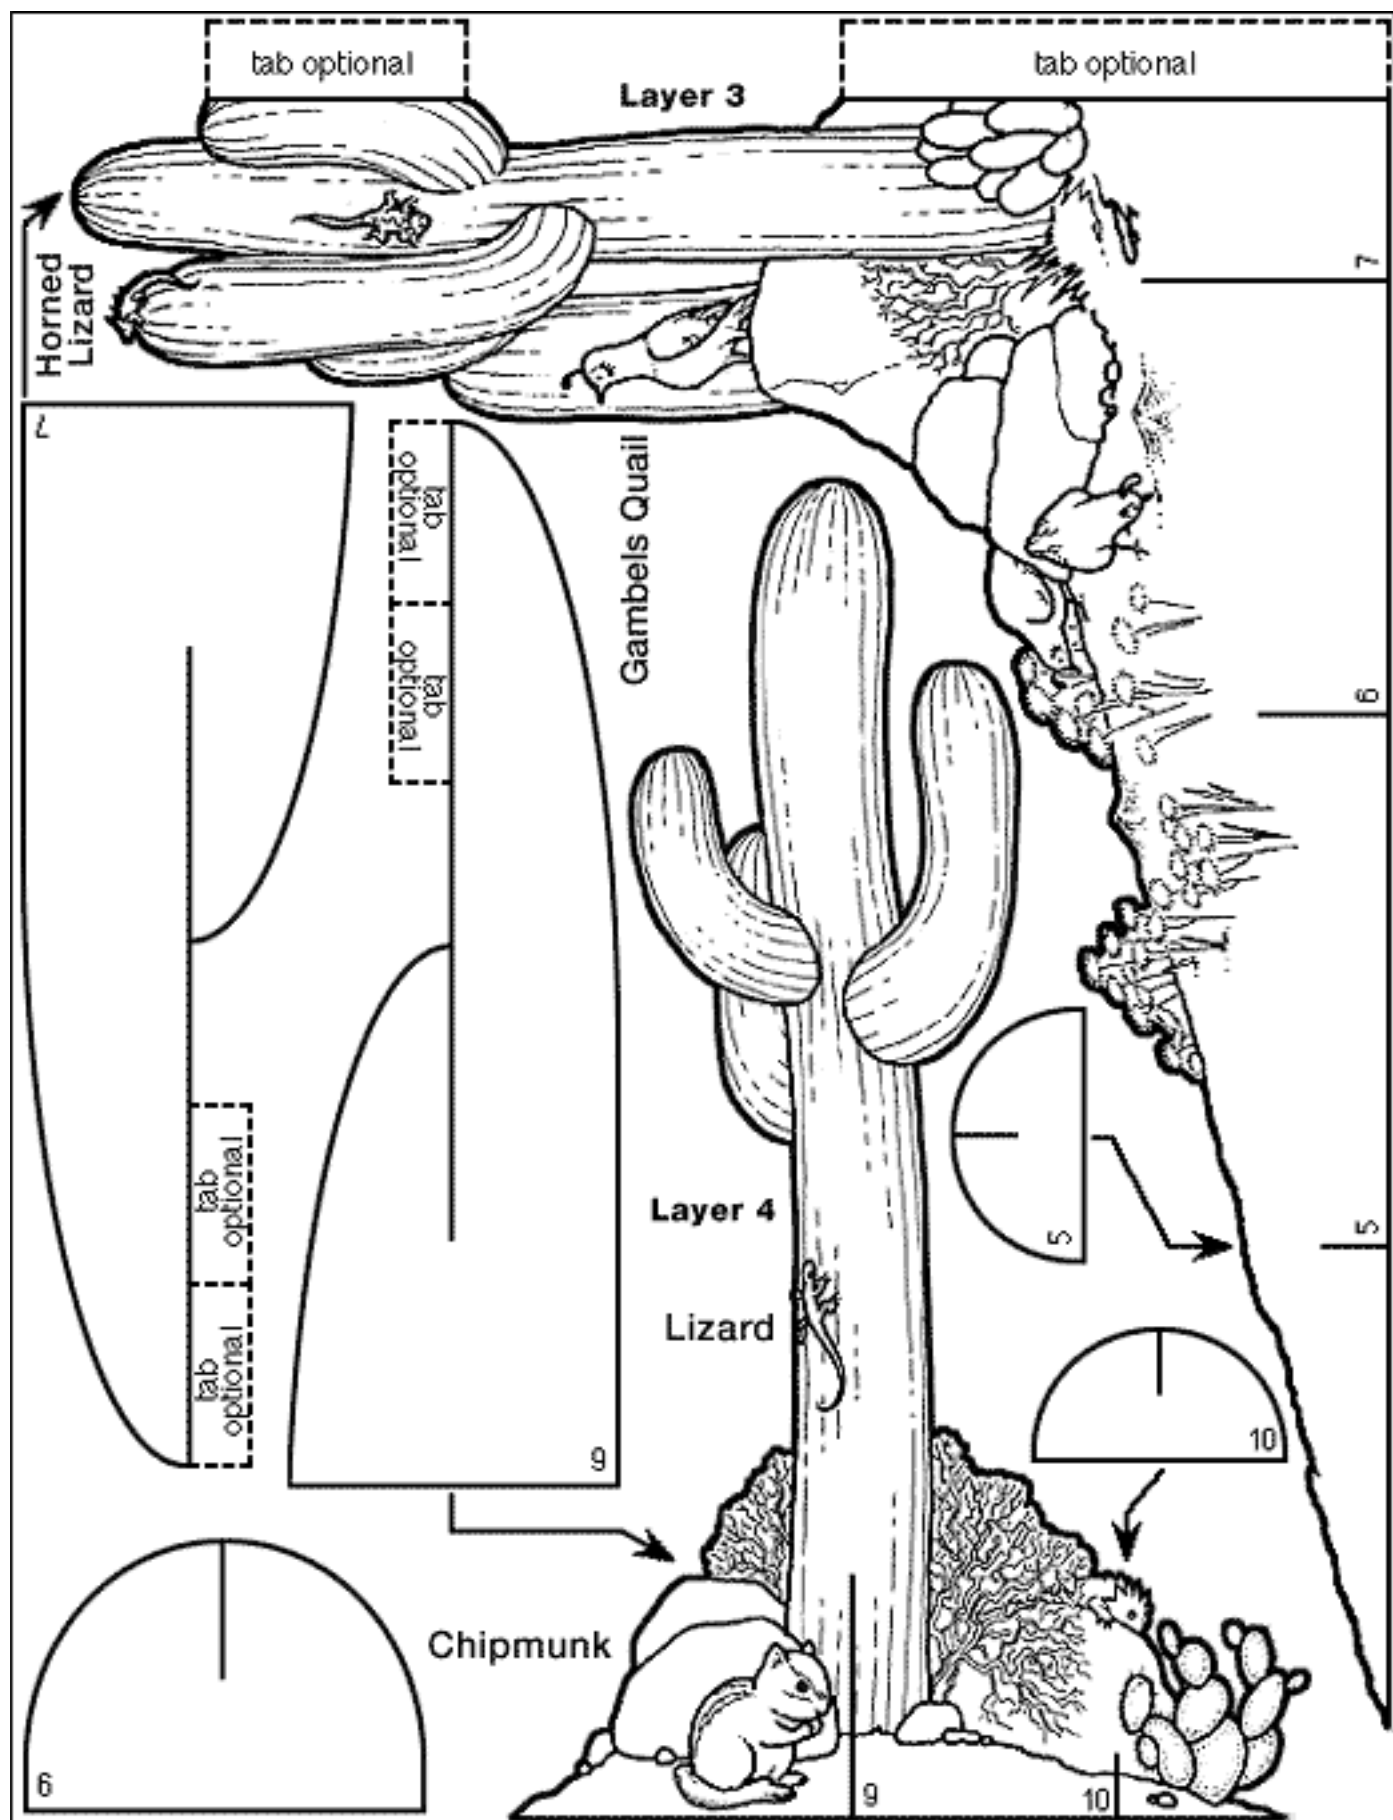 tab optional
tab optional
Layer 3
Horned
Lizard
7
7
tab
optional
tab
optional
Gambels Quail
6
tab
optional
tab
optional
Layer 4
5
5
Lizard
10
9
Chipmunk
6
9
10